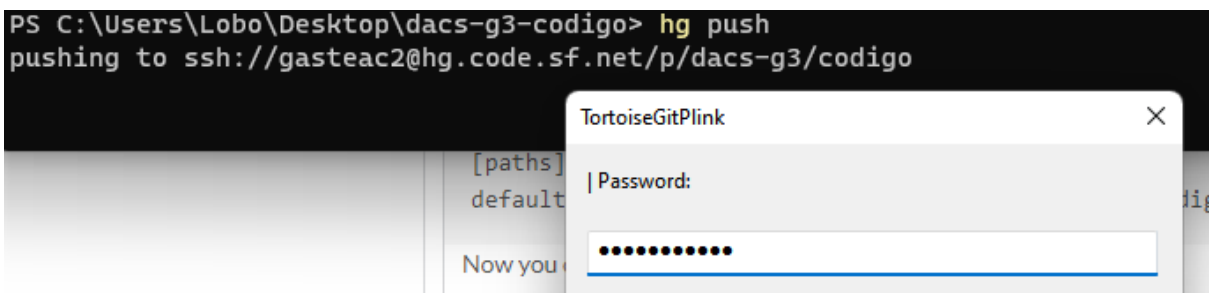 PS C:\Users\Lobo\Desktop\dacs-g3-codigo> hg push
pushing to ssh://gasteac2@hg.code.sf.net/p/dacs-g3/codigo
TortoiseGitPlink
[paths]
| Password:
default
•••••••••••
Now you